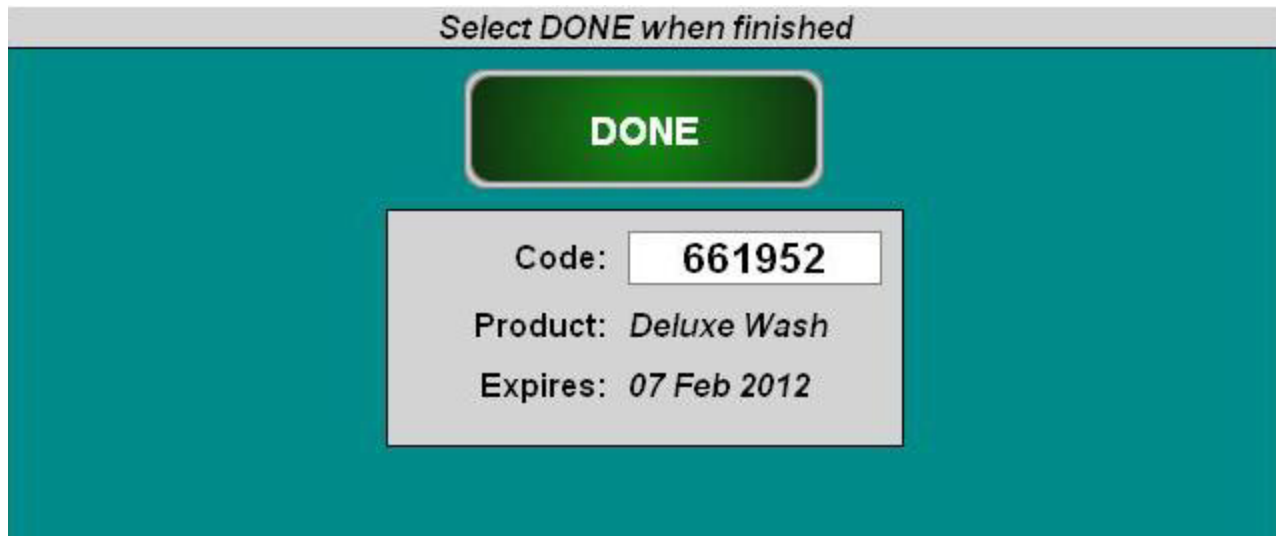 Select DONE when finished
DONE
Code: 661952
Product: Deluxe Wash
Expires: 07 Feb 2012